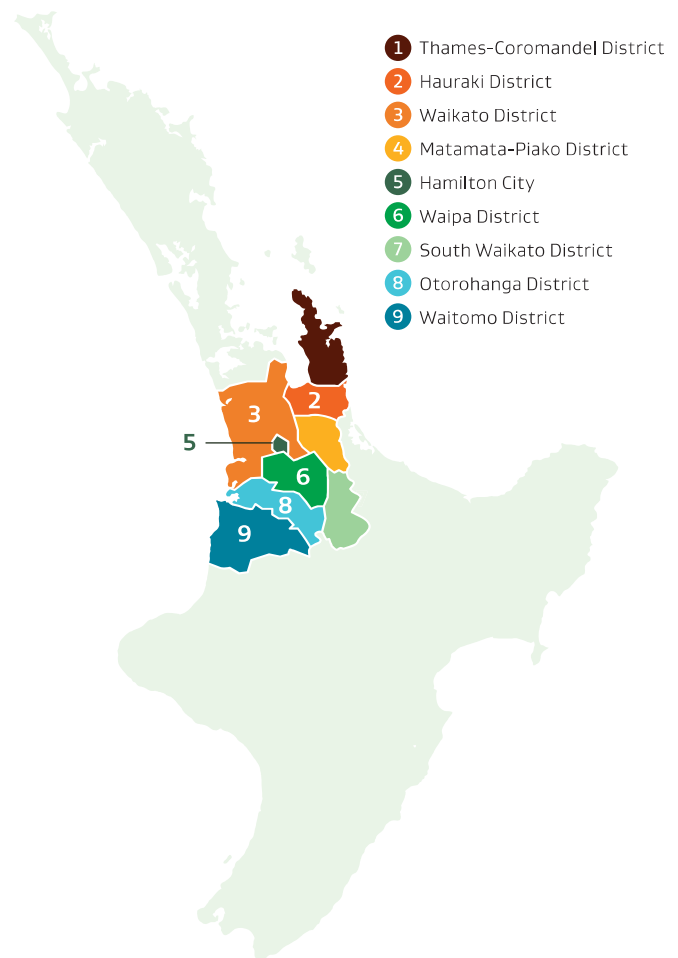 1 Thames-Coromandel District
2 Hauraki District
3 Waikato District
4 Matamata-Piako District
5 Hamilton City
6 Waipa District
7 South Waikato District
8 Otorohanga District
9 Waitomo District
2
3
5
6
8
9